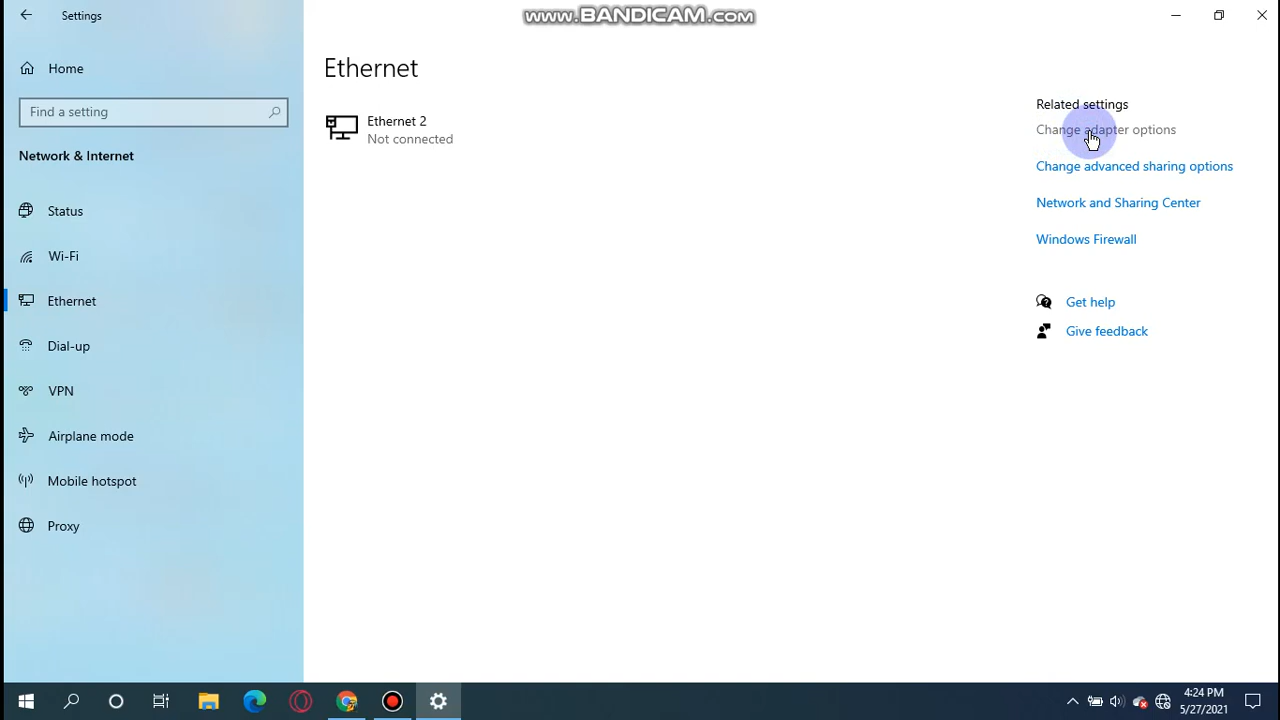 Settings
www.BANDICAM.com
Home
Find a setting
Network & Internet
Status
Wi-Fi
Ethernet
Dial-up
VPN
Airplane mode
Mobile hotspot
Proxy
Ethernet
Ethernet 2
Not connected
Related settings
Change adapter options
Change advanced sharing options
Network and Sharing Center
Windows Firewall
Get help
Give feedback
4:24 PM
5/27/2021